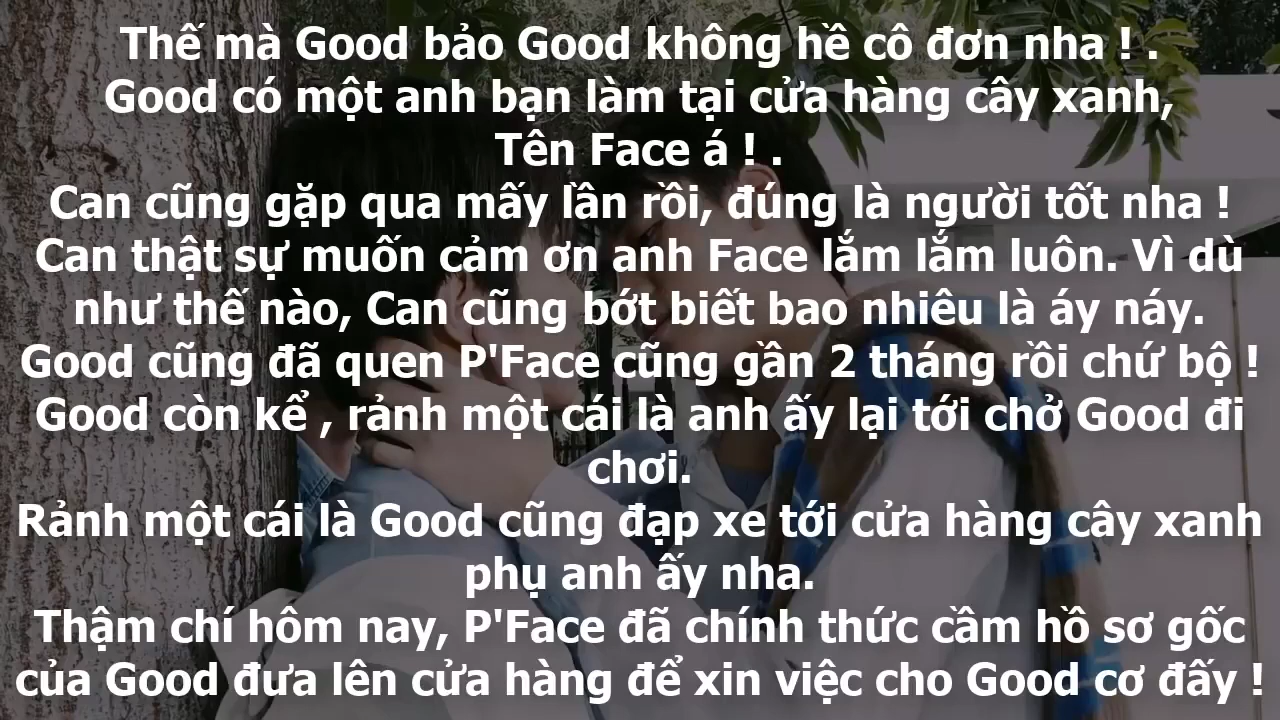 Thế mà Good bảo Good không hề cô đơn nha ! .
Good có một anh bạn làm tại cửa hàng cây xanh,
Tên Face á ! .
Can cũng gặp qua mấy lần rồi, đúng là người tốt nha !
Can thật sự muốn cảm ơn anh Face lắm lắm luôn. Vì dù
như thế nào, Can cũng bớt biết bao nhiêu là áy náy.
Good cũng đã quen P'Face cũng gần 2 tháng rồi chứ bộ !
Good còn kể , rảnh một cái là anh ấy lại tới chở Good đi
chơi.
Rảnh một cái là Good cũng đạp xe tới cửa hàng cây xanh
phụ anh ấy nha.
Thậm chí hôm nay, P'Face đã chính thức cầm hồ sơ gốc
của Good đưa lên cửa hàng để xin việc cho Good cơ đấy !